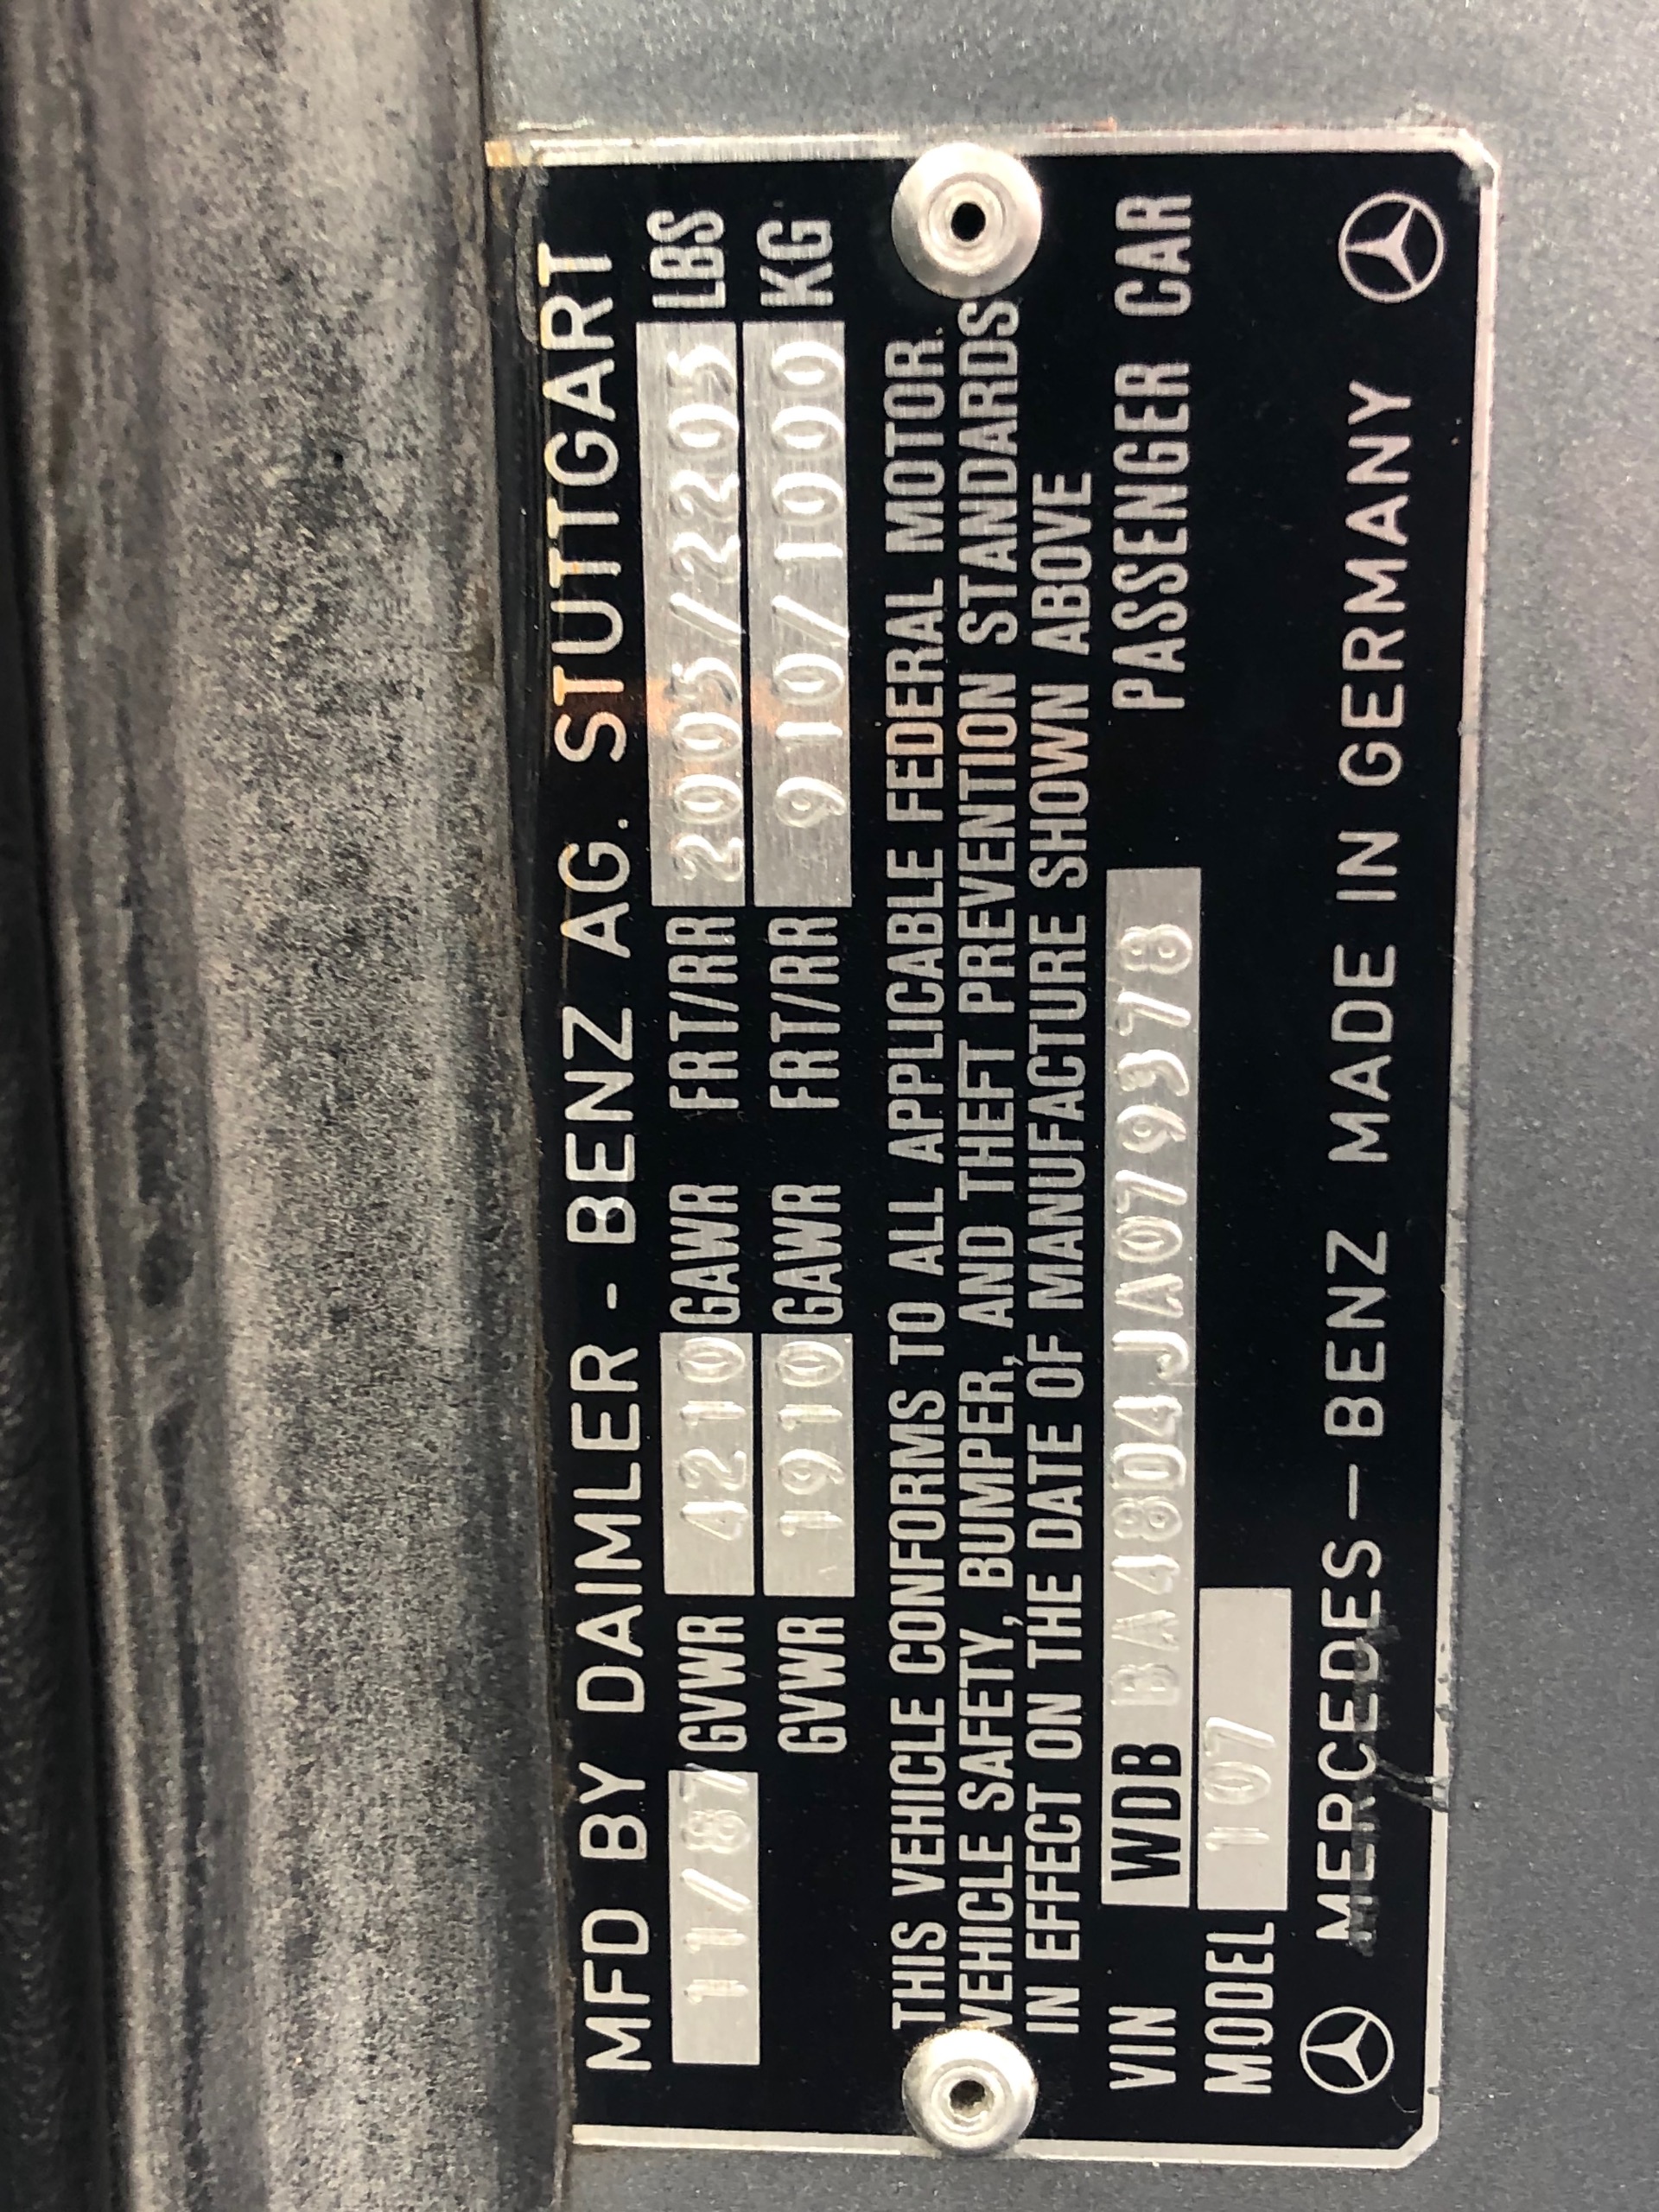 MFD BY DAIMLER - BENZ AG. STUTTGART
11/87 GVWR 4210 GAWR FRT/RR 2005/2205 LBS
GVWR 1910 GAWR FRT/RR 910/1000 KG
THIS VEHICLE CONFORMS TO ALL APPLICABLE FEDERAL MOTOR
VEHICLE SAFETY, BUMPER, AND THEFT PREVENTION STANDARDS
IN EFFECT ON THE DATE OF MANUFACTURE SHOWN ABOVE
VIN WDB BA48D4JA079378 PASSENGER CAR
MODEL 107
MERCEDES - BENZ MADE IN GERMANY